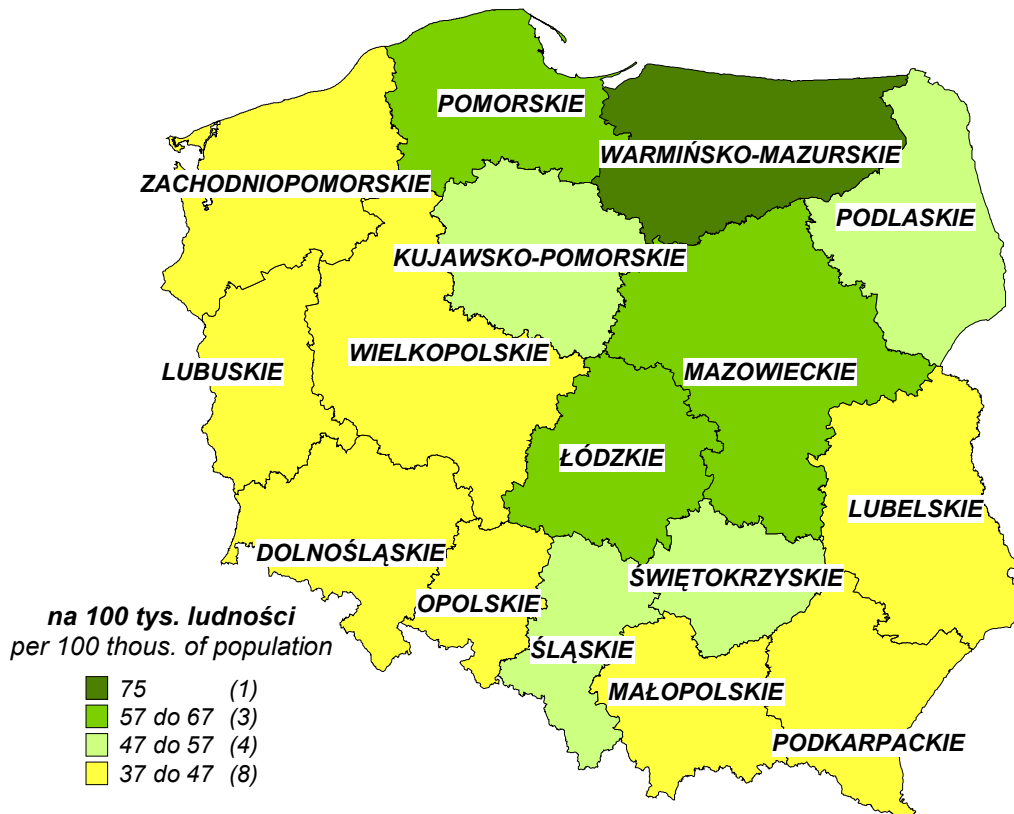 POMORSKIE
WARMIŃSKO-MAZURSKIE
ZACHODNIOPOMORSKIE
PODLASKIE
KUJAWSKO-POMORSKIE
WIELKOPOLSKIE
LUBUSKIE
MAZOWIECKIE
ŁÓDZKIE
LUBELSKIE
DOLNOŚLĄSKIE
ŚWIĘTOKRZYSKIE
OPOLSKIE
ŚLĄSKIE
MAŁOPOLSKIE
PODKARPACKIE
na 100 tys. ludności
per 100 thous. of population
75 (1)
57 do 67 (3)
47 do 57 (4)
37 do 47 (8)